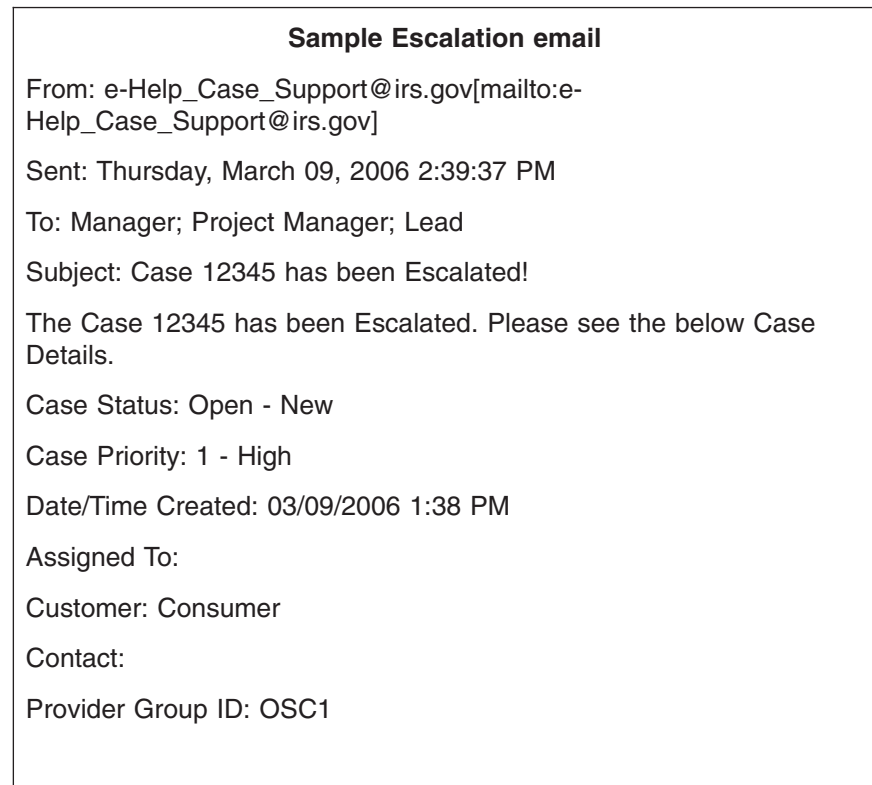 Sample Escalation email
From: e-Help_Case_Support@irs.gov[mailto:e-
Help_Case_Support@irs.gov]
Sent: Thursday, March 09, 2006 2:39:37 PM
To: Manager; Project Manager; Lead
Subject: Case 12345 has been Escalated!
The Case 12345 has been Escalated. Please see the below Case
Details.
Case Status: Open - New
Case Priority: 1 - High
Date/Time Created: 03/09/2006 1:38 PM
Assigned To:
Customer: Consumer
Contact:
Provider Group ID: OSC1